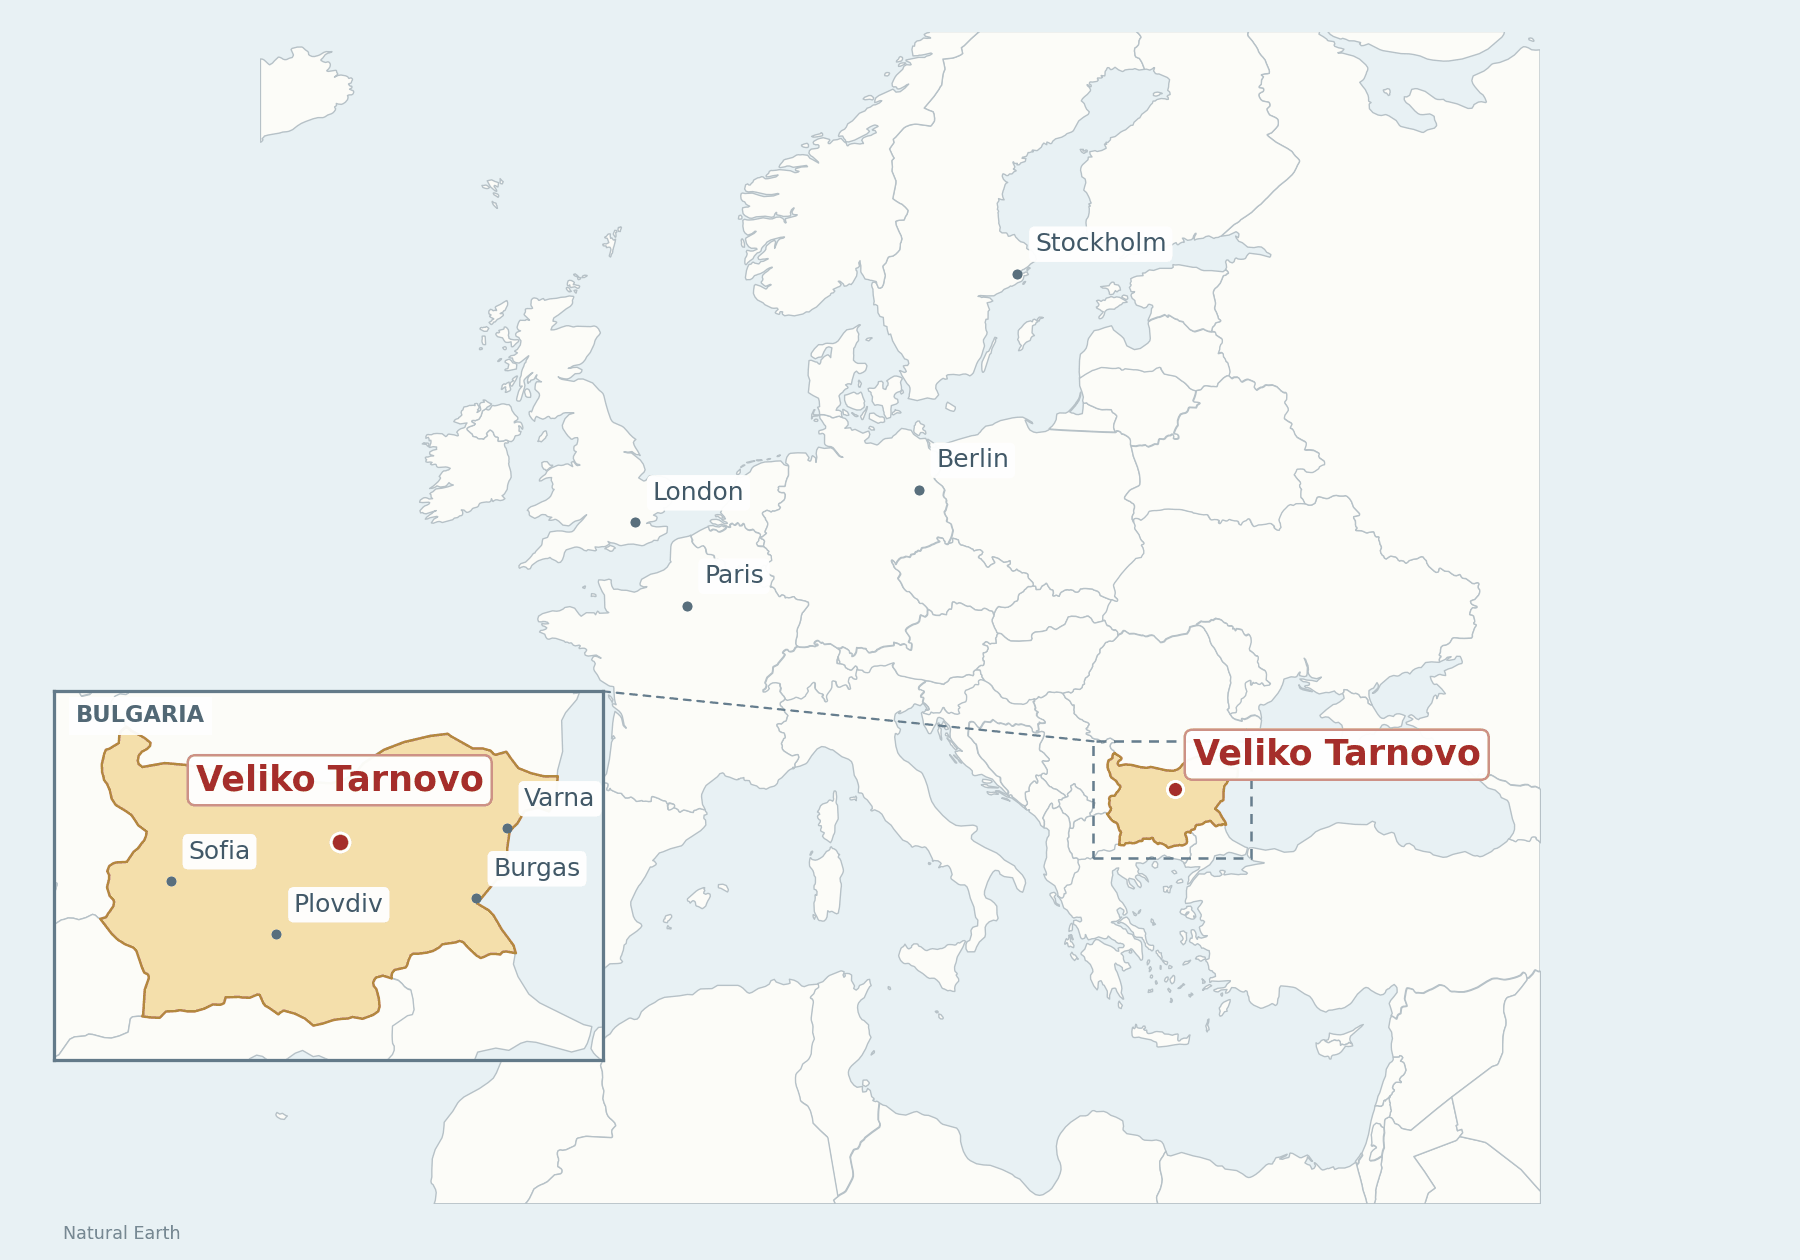 Stockholm
Berlin
London
Paris
BULGARIA
Veliko Tarnovo
Veliko Tarnovo
Varna
Sofia
Burgas
Plovdiv
Natural Earth